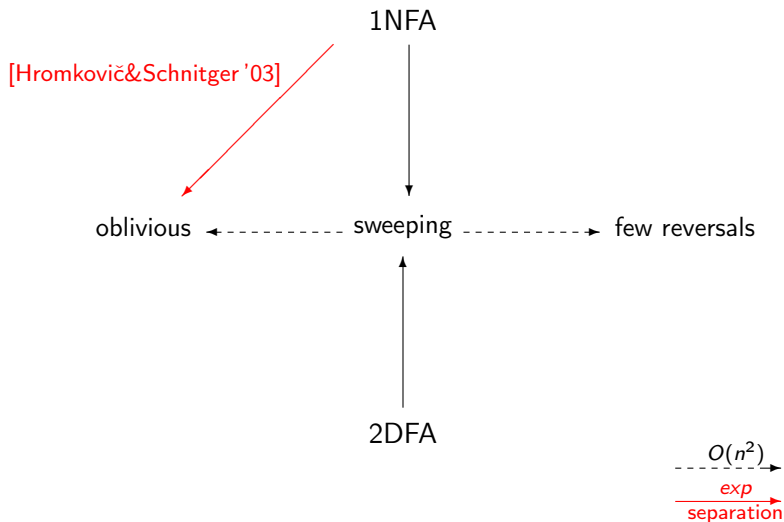 1NFA
[Hromkovič&Schnitger '03]
oblivious
sweeping
few reversals
2DFA
O(n²)
exp
separation